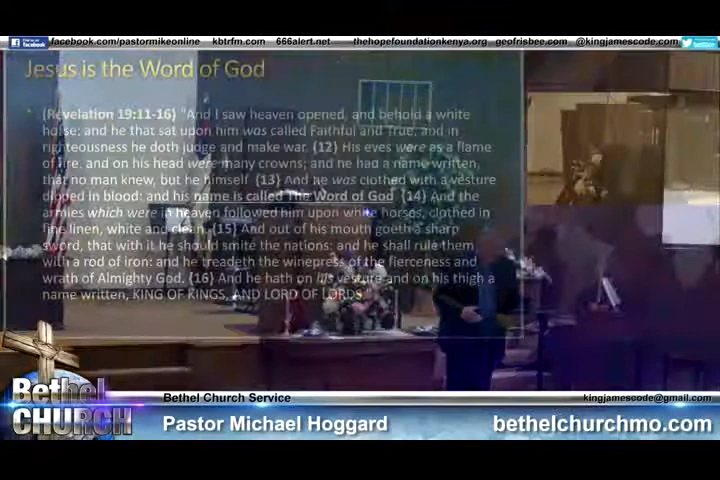 facebook.com/pastormikeonline kbtrfm.com 666alert.net thehopefoundationkenya.org geofrisbee.com @kingjamescode.com
Jesus is the Word of God
(Revelation 19:11-16) "And I saw heaven opened, and behold a white
horse; and he that sat upon him was called Faithful and True, and in
righteousness he doth judge and make war. {12} His eyes were as a flame
of fire, and on his head were many crowns; and he had a name written,
that no man knew, but he himself. {13} And he was clothed with a vesture
dipped in blood: and his name is called The Word of God. {14} And the
armies which were in heaven followed him upon white horses, clothed in
fine linen, white and clean. {15} And out of his mouth goeth a sharp
sword, that with it he should smite the nations: and he shall rule them
with a rod of iron: and he treadeth the winepress of the fierceness and
wrath of Almighty God. {16} And he hath on his vesture and on his thigh a
name written, KING OF KINGS, AND LORD OF LORDS."
Bethel
CHURCH
Bethel Church Service
kingjamescode@gmail.com
Pastor Michael Hoggard
bethelchurchmo.com